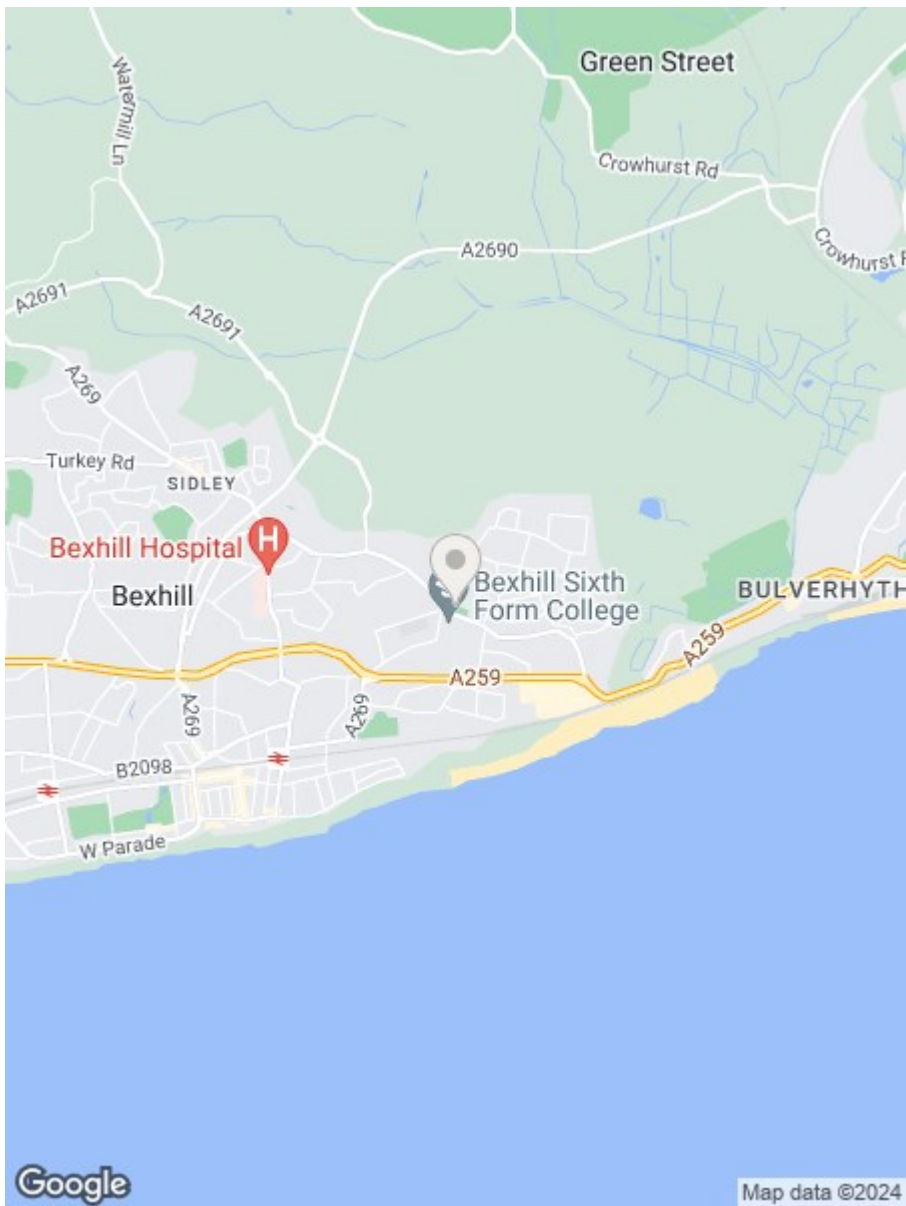 Green Street
Watermill Ln
Crowhurst Rd
A2690
Crowhurst R
A2691
A2691
A269
Turkey Rd
SIDLEY
Bexhill Hospital
H
Bexhill
Bexhill Sixth
Form College
BULVERHYTH
A259
A259
A269
A269
B2098
W Parade
Google
Map data ©2024